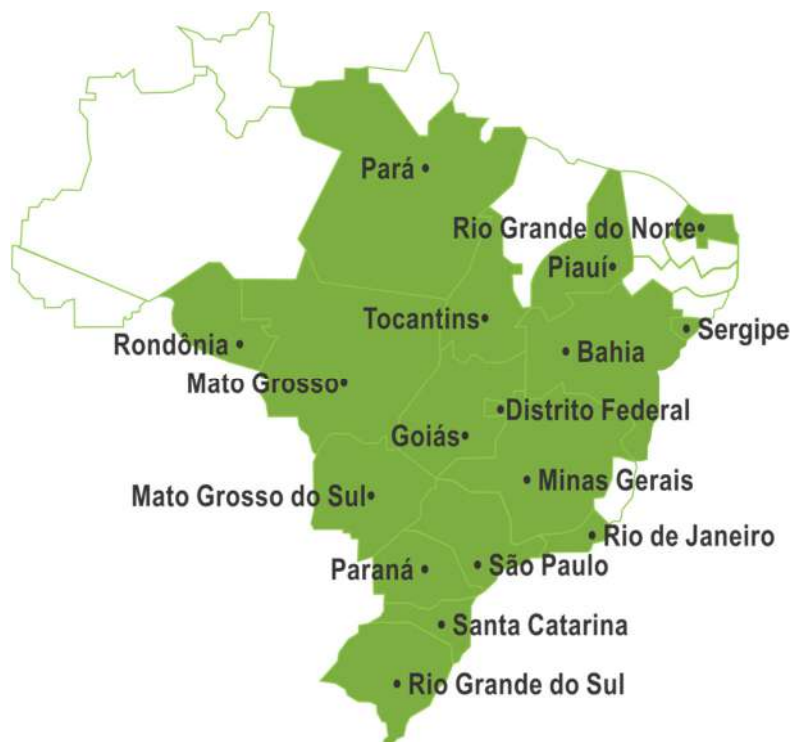 Pará
Rio Grande do Norte
Piauí
Tocantins
Sergipe
Rondônia
Bahia
Mato Grosso
Distrito Federal
Goiás
Minas Gerais
Mato Grosso do Sul
Rio de Janeiro
São Paulo
Paraná
Santa Catarina
Rio Grande do Sul